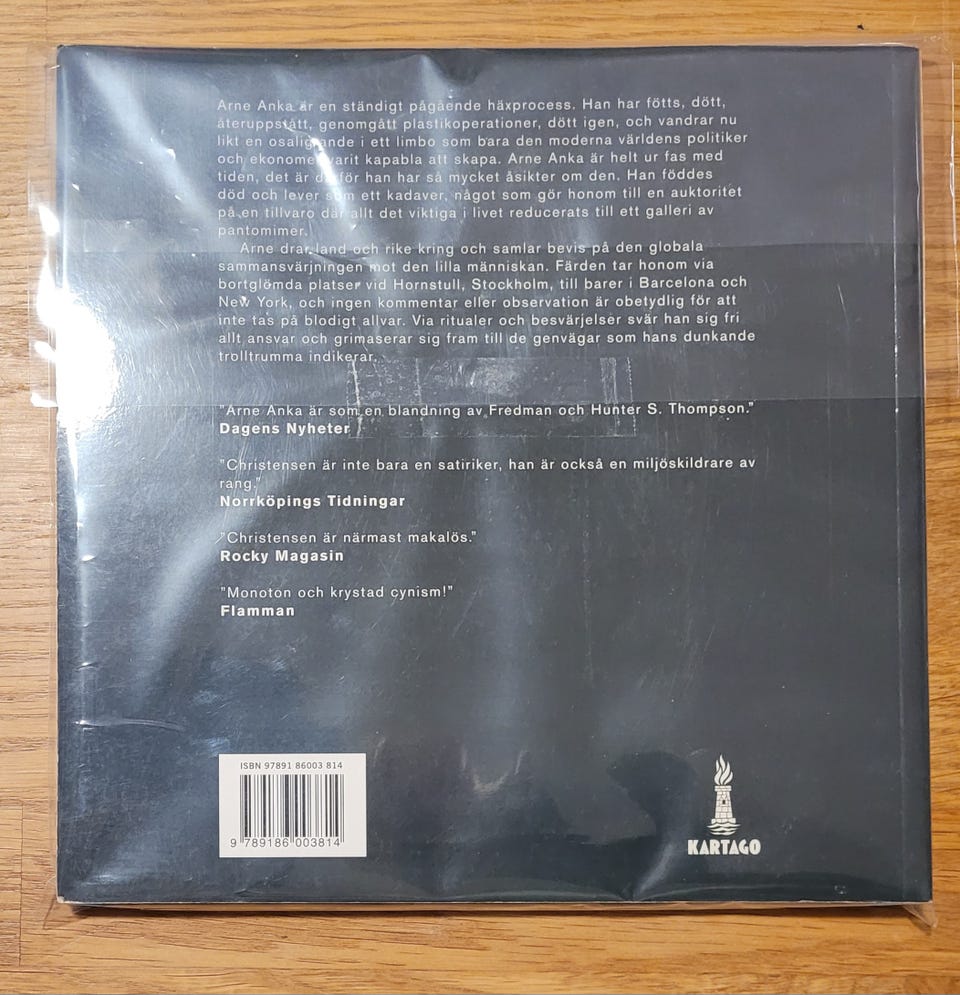 Arne Anka är en ständigt pågående häxprocess. Han har fötts, dött,
återuppstått, genomgått plastikoperationer, dött igen, och vandrar nu
likt en osalig ande i ett limbo som bara den moderna världens politiker
och ekonomer varit kapabla att skapa. Arne Anka är helt ur fas med
tiden, det är därför han har så mycket åsikter om den. Han föddes
död och lever som ett kadaver, något som gör honom till en auktoritet
på en tillvaro där allt det viktiga i livet reducerats till ett galleri av
pantomimer.
Arne drar land och rike kring och samlar bevis på den globala
sammansvärjningen mot den lilla människan. Färden tar honom via
bortglömda platser vid Hornstull, Stockholm, till barer i Barcelona och
New York, och ingen kommentar eller observation är obetydlig för att
inte tas på blodigt allvar. Via ritualer och besvärjelser svär han sig fri
allt ansvar och grimaserar sig fram till de genvägar som hans dunkande
trolltrumma indikerar.
"Arne Anka är som en blandning av Fredman och Hunter S. Thompson."
Dagens Nyheter
"Christensen är inte bara en satiriker, han är också en miljöskildrare av
rang."
Norrköpings Tidningar
"Christensen är närmast makalös."
Rocky Magasin
"Monoton och krystad cynism!"
Flamman
ISBN 97891 86003 814
9 789186 003814
KARTAGO